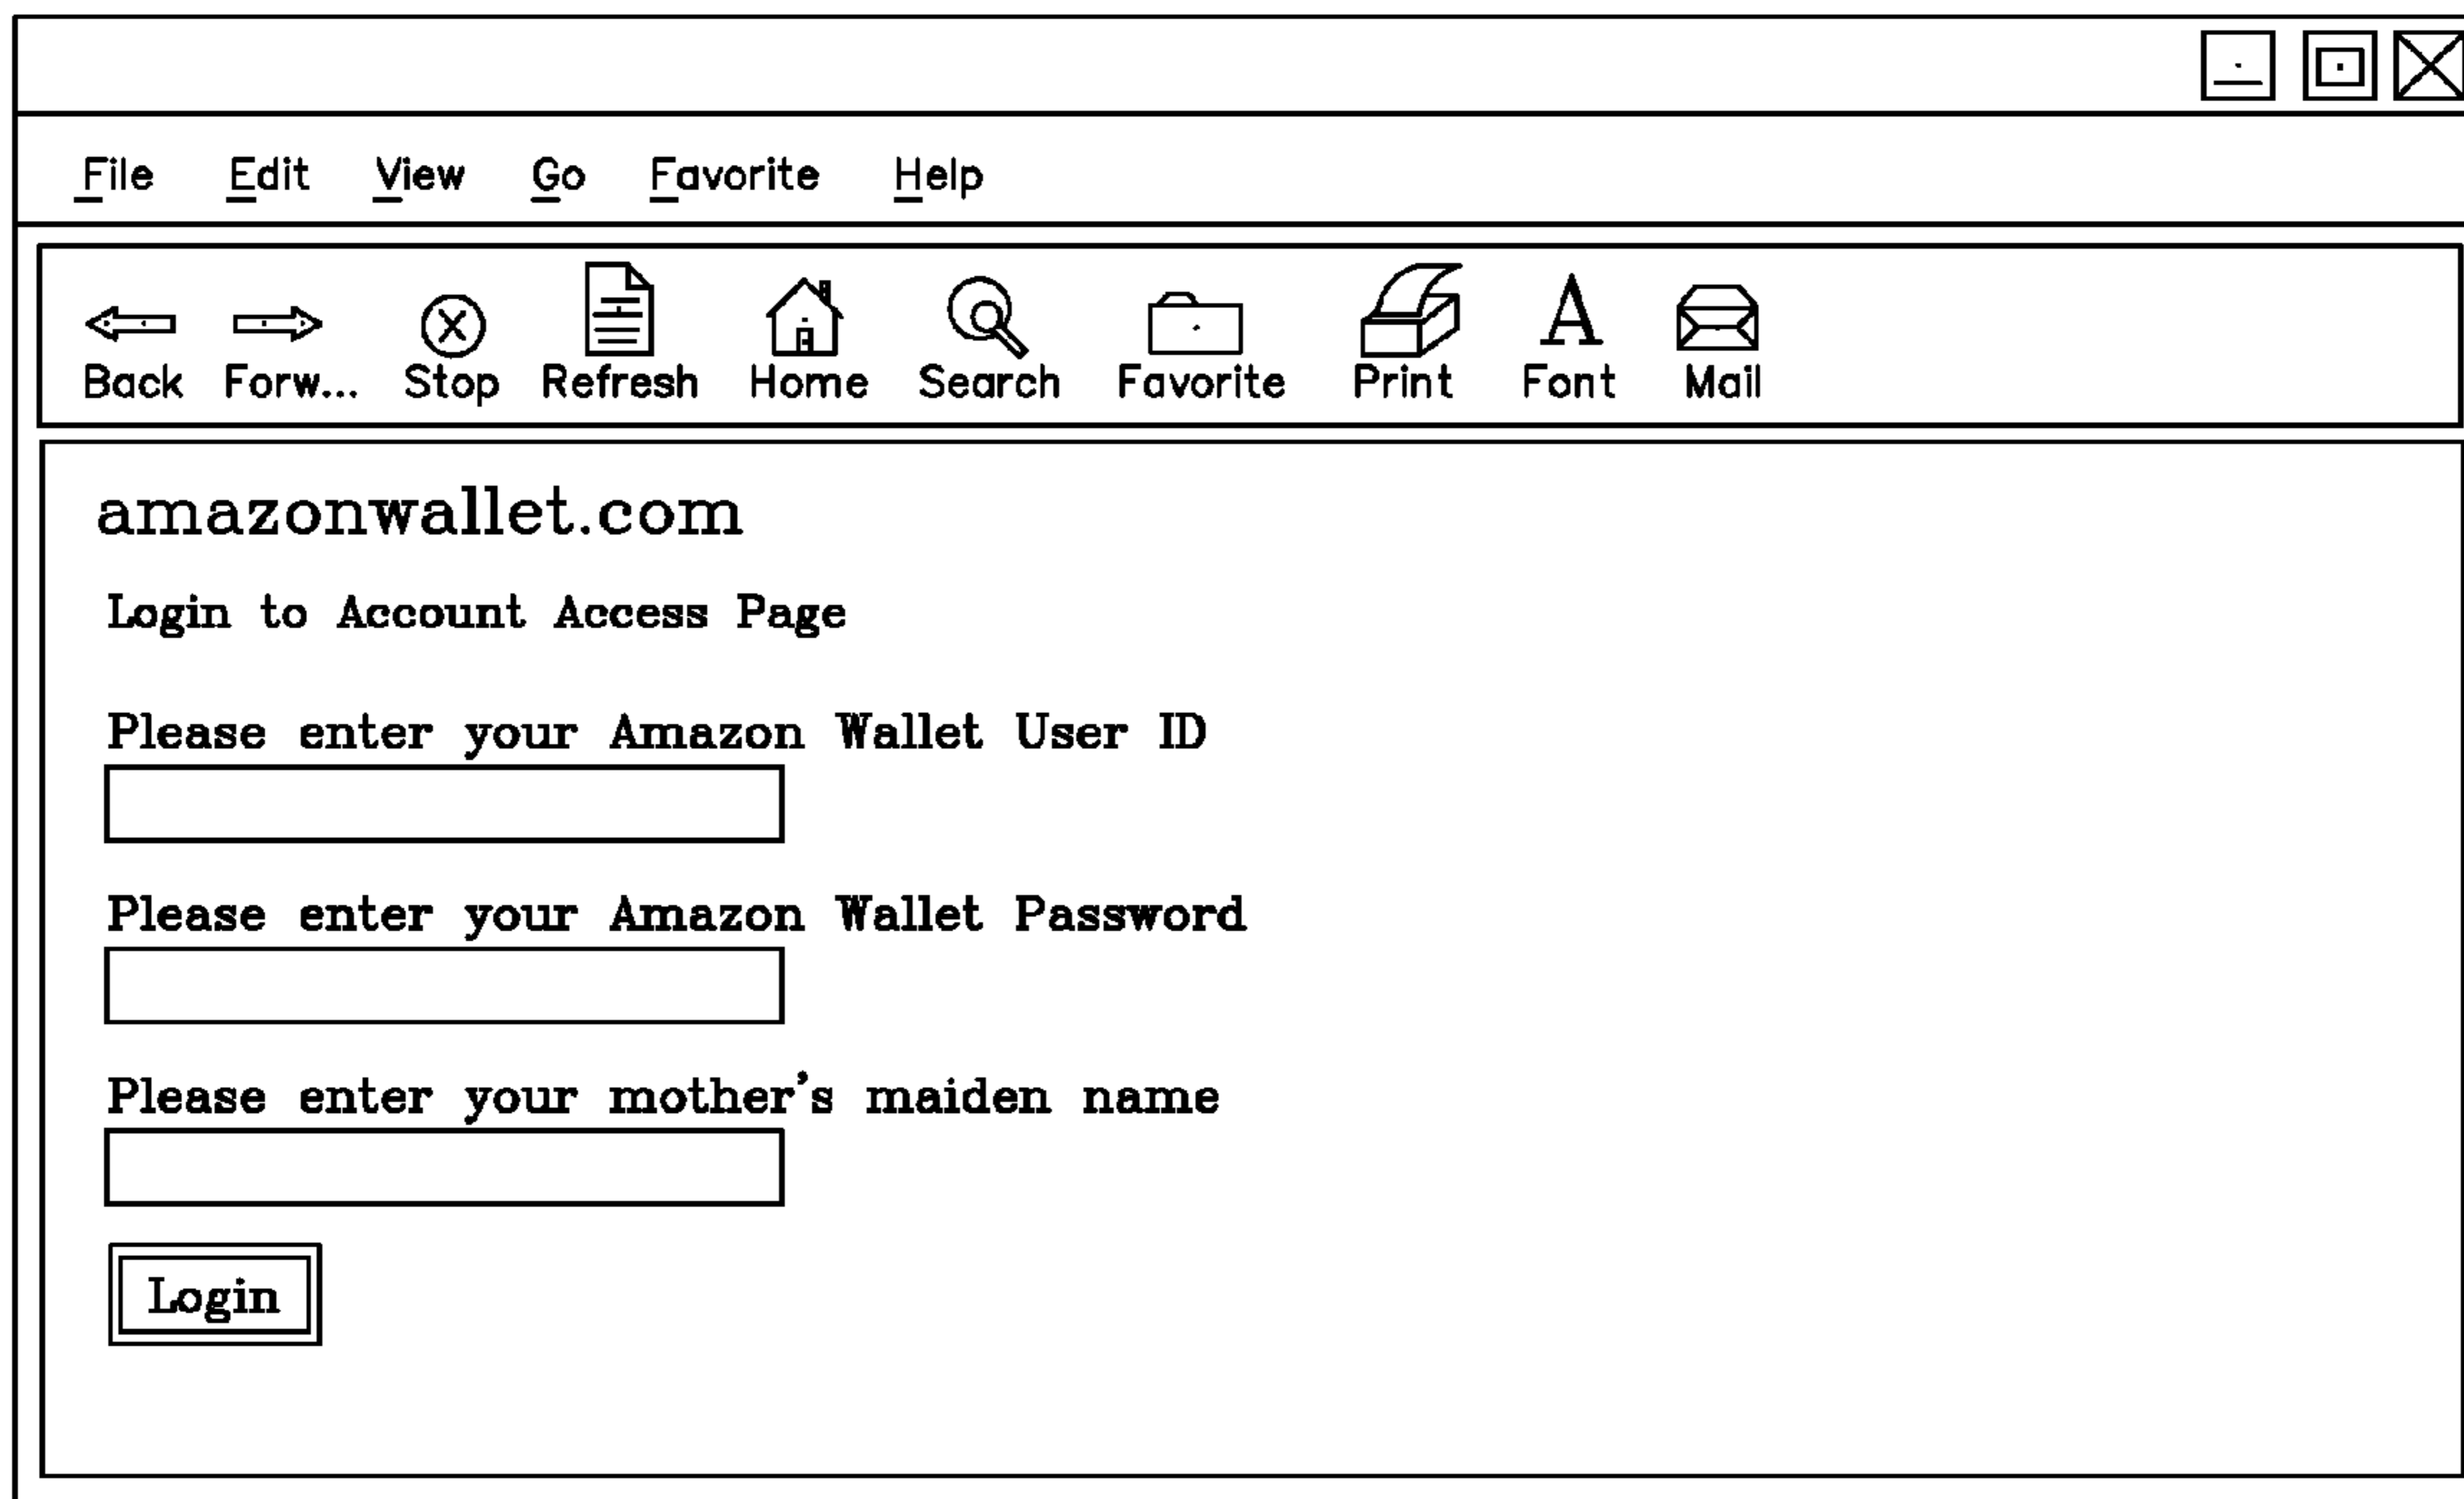 File Edit View Go Favorite Help
Back Forw... Stop Refresh Home Search Favorite Print Font Mail
amazonwallet.com
Login to Account Access Page
Please enter your Amazon Wallet User ID
Please enter your Amazon Wallet Password
Please enter your mother's maiden name
Login